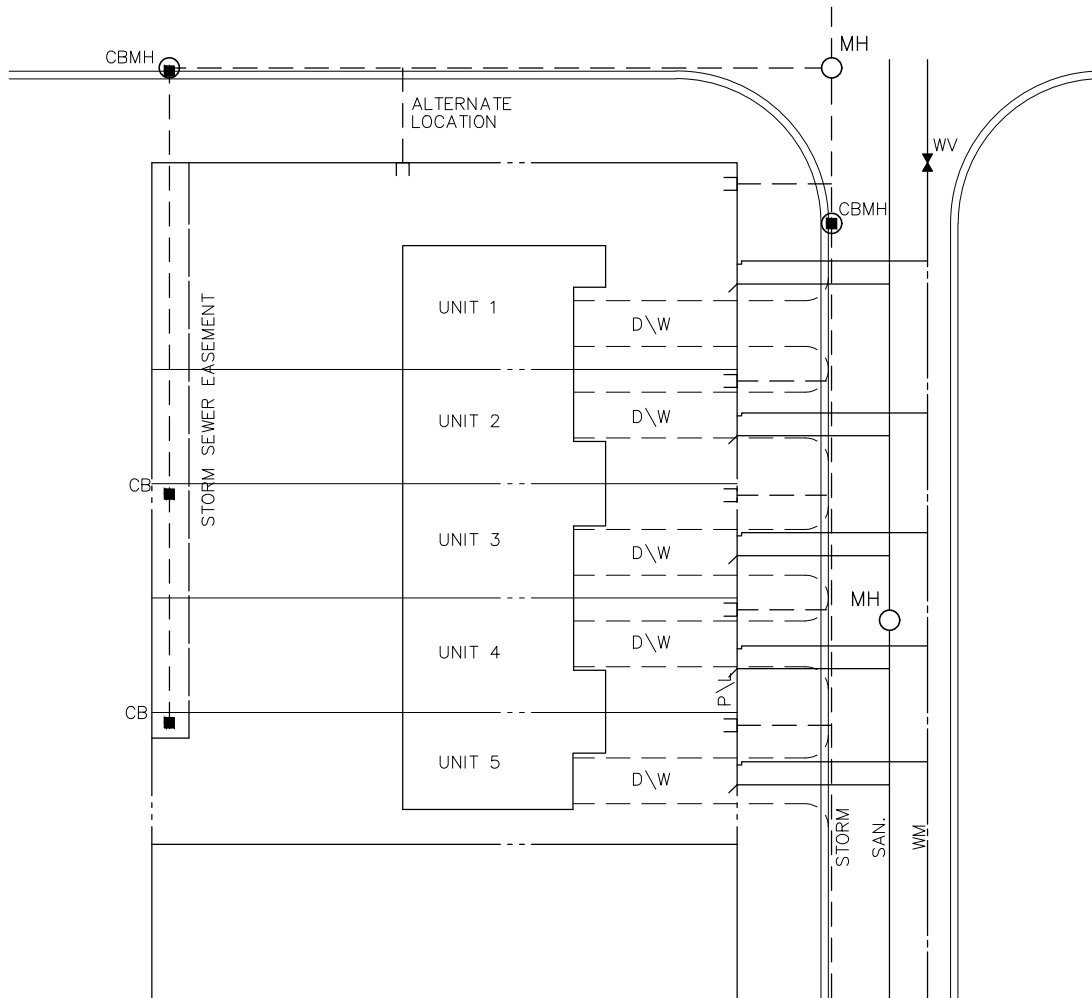 CBMH
MH
ALTERNATE
LOCATION
WV
CBMH
UNIT 1
D\W
STORM SEWER EASEMENT
UNIT 2
D\W
CB
UNIT 3
D\W
MH
UNIT 4
D\W
P\L
CB
UNIT 5
D\W
STORM
SAN.
WM